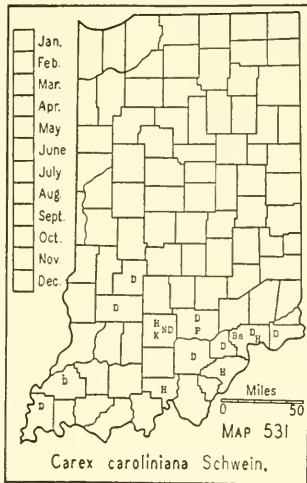 Jan.
Feb.
Mar.
Apr.
May
June
July
Aug.
Sept.
Oct.
Nov.
Dec.
D
D
H
K ND
D
P
D
D
Ba
D
H
D
D
H
H
D
Miles
0 50
MAP 531
Carex caroliniana Schwein.